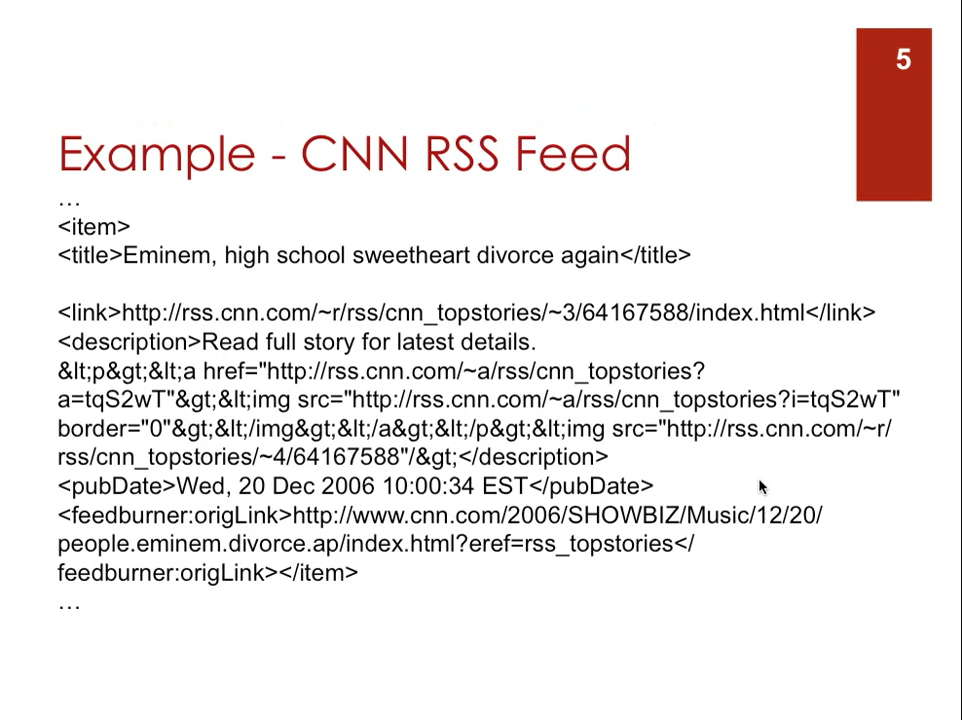 5
Example - CNN RSS Feed
…
<item>
<title>Eminem, high school sweetheart divorce again</title>
<link>http://rss.cnn.com/~r/rss/cnn_topstories/~3/64167588/index.html</link>
<description>Read full story for latest details.
&lt;p&gt;&lt;a href="http://rss.cnn.com/~a/rss/cnn_topstories?
a=tqS2wT"&gt;&lt;img src="http://rss.cnn.com/~a/rss/cnn_topstories?i=tqS2wT"
border="0"&gt;&lt;/img&gt;&lt;/a&gt;&lt;/p&gt;&lt;img src="http://rss.cnn.com/~r/
rss/cnn_topstories/~4/64167588"/&gt;</description>
<pubDate>Wed, 20 Dec 2006 10:00:34 EST</pubDate>
<feedburner:origLink>http://www.cnn.com/2006/SHOWBIZ/Music/12/20/
people.eminem.divorce.ap/index.html?eref=rss_topstories</
feedburner:origLink></item>
…